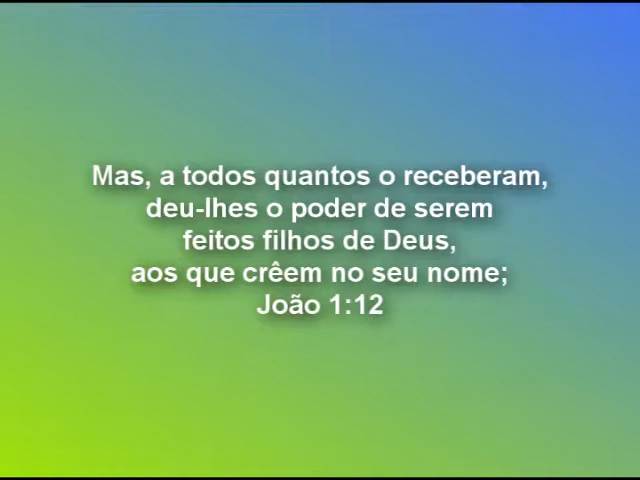 Mas, a todos quantos o receberam,
deu-lhes o poder de serem
feitos filhos de Deus,
aos que crêem no seu nome;
João 1:12